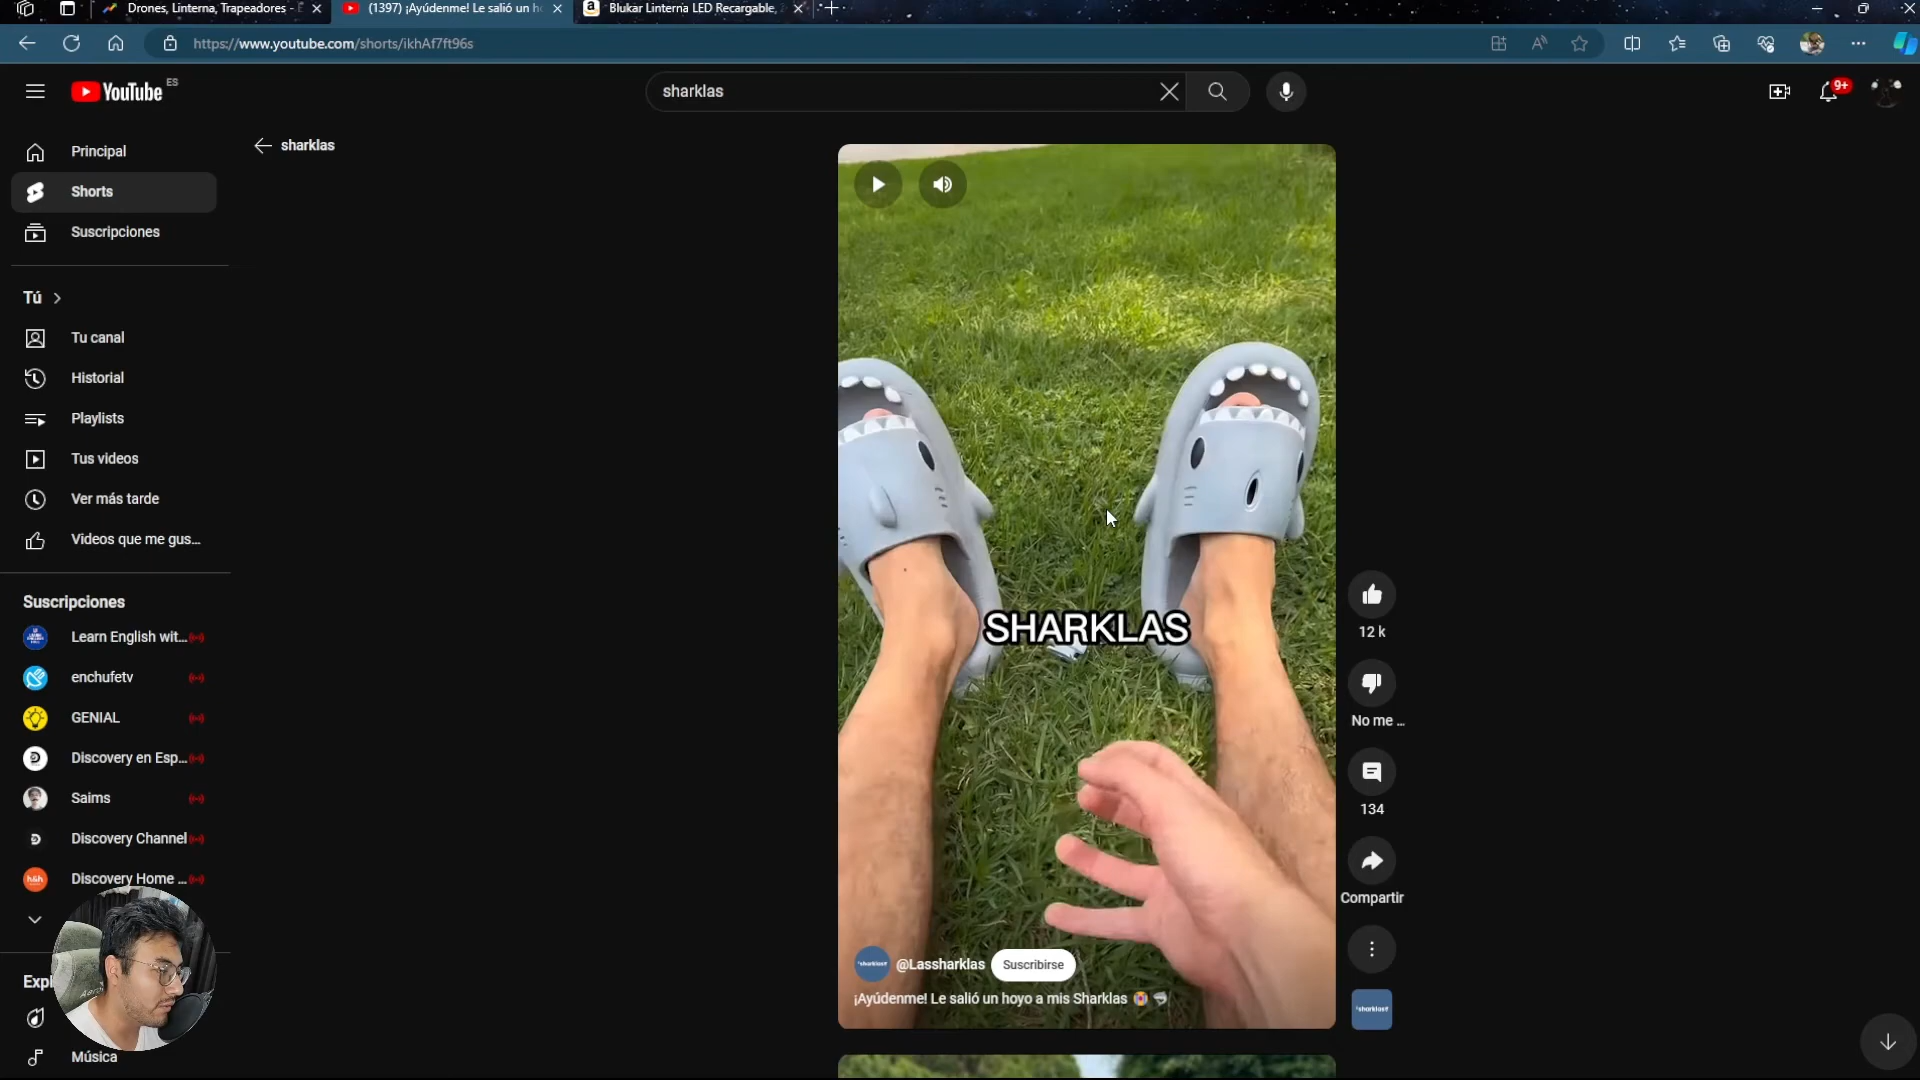 Drones, Linterna, Trapeadores - E
(1397) ¡Ayúdenme! Le salió un ho
Blukar Linterna LED Recargable, 2
https://www.youtube.com/shorts/ikhAf7ft96s
YouTube ES
sharklas
9+
sharklas
Principal
Shorts
Suscripciones
Tú
Tu canal
Historial
Playlists
Tus videos
Ver más tarde
Videos que me gus...
Suscripciones
Learn English wit...
enchufetv
GENIAL
Discovery en Esp...
Saims
Discovery Channel
Discovery Home ...
Expl
Música
SHARKLAS
@Lassharklas
Suscribirse
¡Ayúdenme! Le salió un hoyo a mis Sharklas
12 k
No me ...
134
Compartir